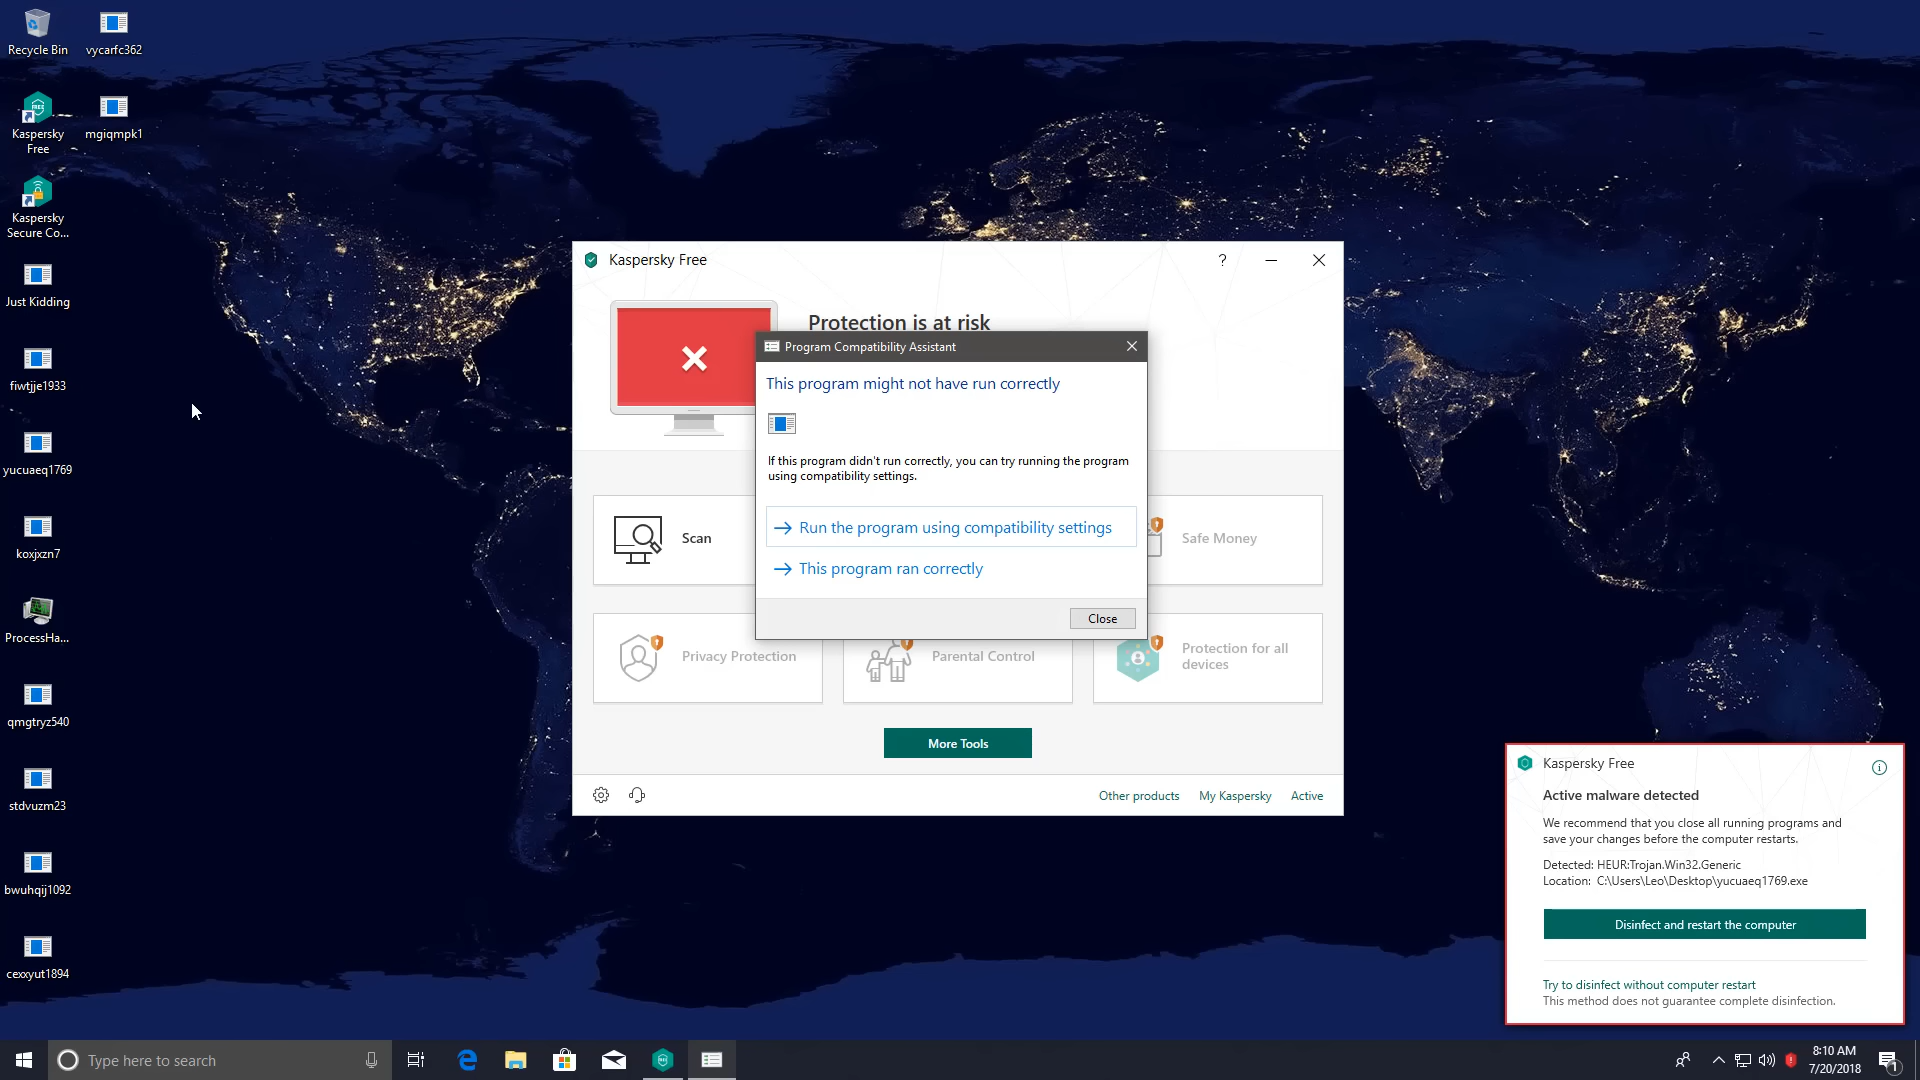 Recycle Bin
vycarfc362
Kaspersky
Free
mgiqmpk1
Kaspersky
Secure Co...
Just Kidding
fiwtjje1933
yucuaeq1769
koxjxzn7
ProcessHa...
qmgtryz540
stdvuzm23
bwuhqij1092
cexxyut1894
Kaspersky Free
?
Protection is at risk
Program Compatibility Assistant
This program might not have run correctly
If this program didn't run correctly, you can try running the program
using compatibility settings.
Run the program using compatibility settings
This program ran correctly
Close
Scan
Safe Money
Privacy Protection
Parental Control
Protection for all
devices
More Tools
Other products
My Kaspersky
Active
Kaspersky Free
Active malware detected
We recommend that you close all running programs and
save your changes before the computer restarts.
Detected: HEUR:Trojan.Win32.Generic
Location: C:\Users\Leo\Desktop\yucuaeq1769.exe
Disinfect and restart the computer
Try to disinfect without computer restart
This method does not guarantee complete disinfection.
Type here to search
8:10 AM
7/20/2018
1